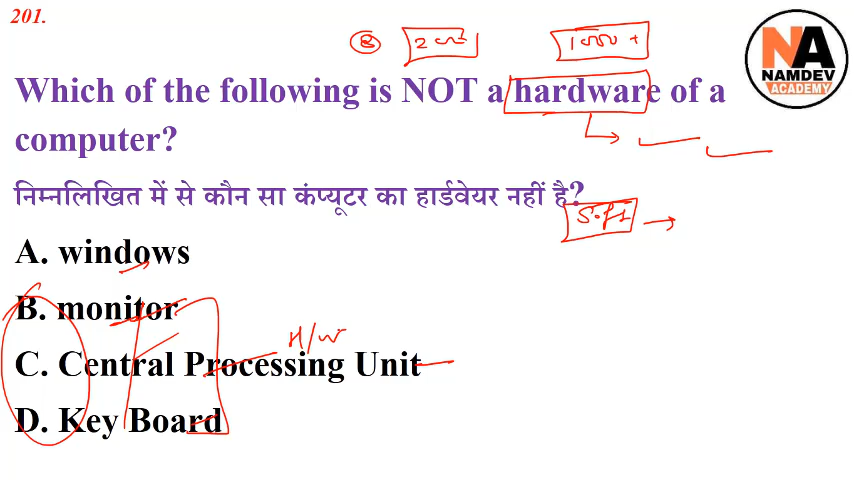 201.
NA
NAMDEV
ACADEMY
Which of the following is NOT a hardware of a
computer?
निम्नलिखित में से कौन सा कंप्यूटर का हार्डवेयर नहीं है?
A. windows
B. monitor
H/W
C. Central Processing Unit
D. Key Board